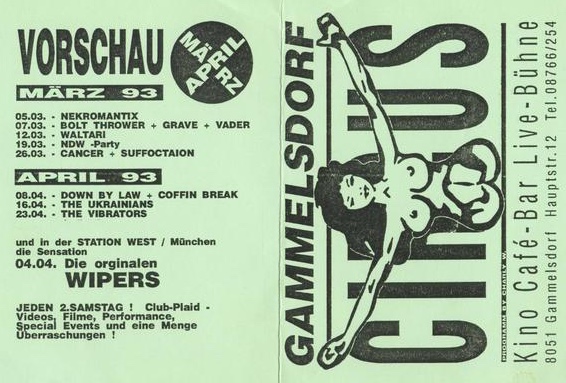 VORSCHAU
MÄRZ
APRIL
MÄRZ 93
05.03. - NEKROMANTIX
07.03. - BOLT THROWER + GRAVE + VADER
12.03. - WALTARI
19.03. - NDW -Party
26.03. - CANCER + SUFFOCTAION
APRIL 93
08.04. - DOWN BY LAW + COFFIN BREAK
16.04. - THE UKRAINIANS
23.04. - THE VIBRATORS
und in der STATION WEST / München
die Sensation
04.04. Die orginalen
WIPERS
JEDEN 2.SAMSTAG ! Club-Plaid -
Videos, Filme, Performance,
Special Events und eine Menge
Überraschungen !
GAMMELSDORF
CIRCUS
PROGRAMM BY CHARLY W.
Kino Café-Bar Live-Bühne
8051 Gammelsdorf Hauptstr.12 Tel.08766/254